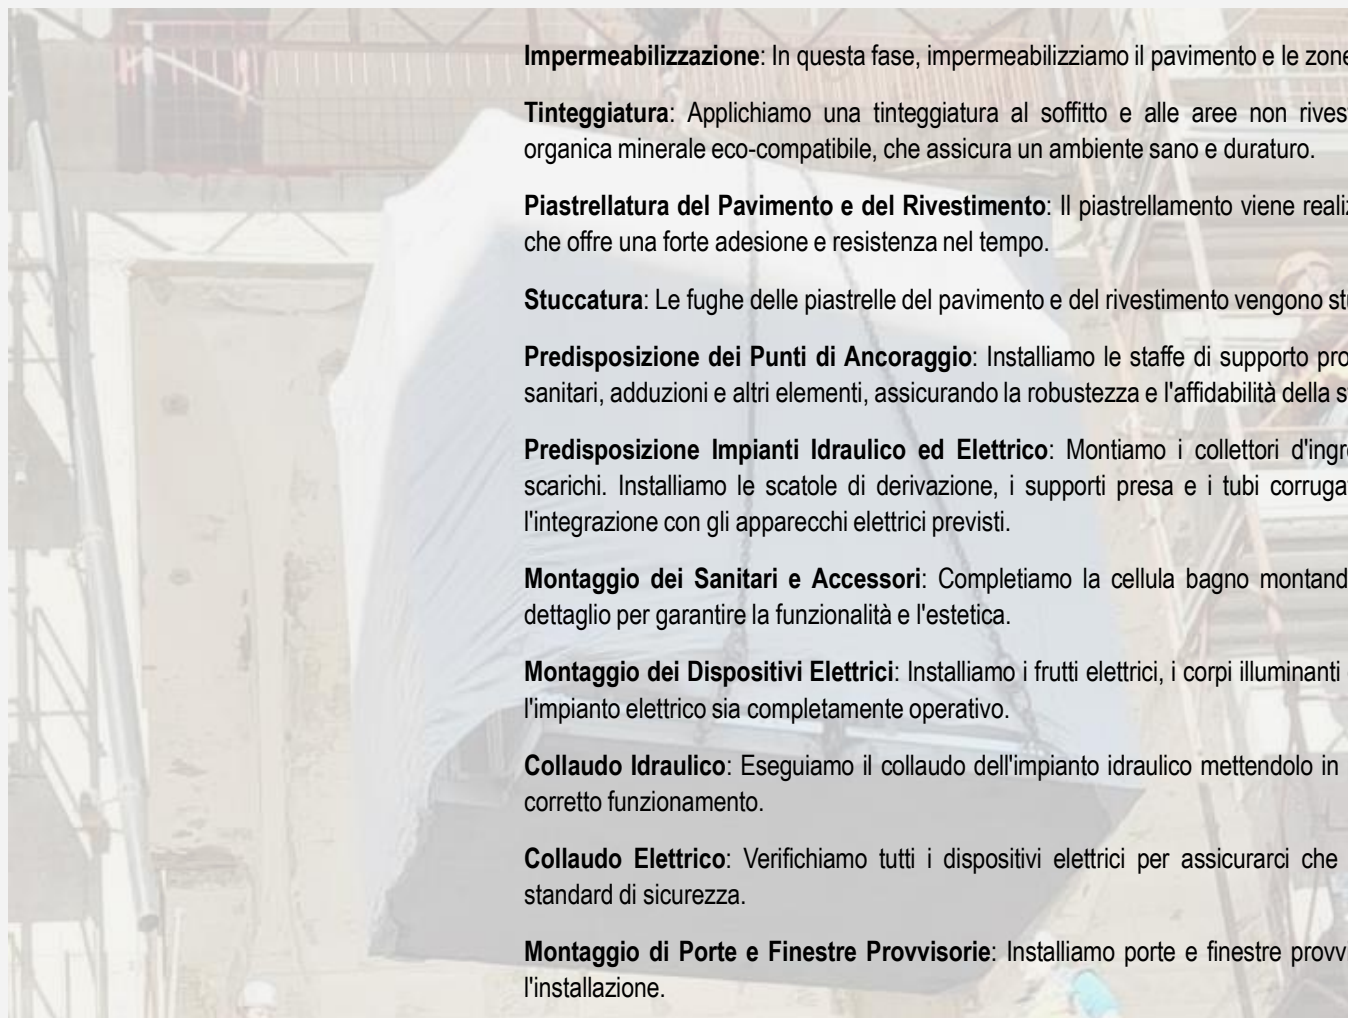 Impermeabilizzazione: In questa fase, impermeabilizziamo il pavimento e le zone
Tinteggiatura: Applichiamo una tinteggiatura al soffitto e alle aree non
organica minerale eco-compatibile, che assicura un ambiente sano e duraturo.
Piastrellatura del Pavimento e del Rivestimento: Il piastrellamento viene
che offre una forte adesione e resistenza nel tempo.
Stuccatura: Le fughe delle piastrelle del pavimento e del rivestimento vengono
Predisposizione dei Punti di Ancoraggio: Installiamo le staffe di supporto
sanitari, adduzioni e altri elementi, assicurando la robustezza e l'affidabilità della
Predisposizione Impianti Idraulico ed Elettrico: Montiamo i collettori
scarichi. Installiamo le scatole di derivazione, i supporti presa e i tubi
l'integrazione con gli apparecchi elettrici previsti.
Montaggio dei Sanitari e Accessori: Completiamo la cellula bagno
dettaglio per garantire la funzionalità e l'estetica.
Montaggio dei Dispositivi Elettrici: Installiamo i frutti elettrici, i corpi illuminanti
l'impianto elettrico sia completamente operativo.
Collaudo Idraulico: Eseguiamo il collaudo dell'impianto idraulico mettendolo in
corretto funzionamento.
Collaudo Elettrico: Verifichiamo tutti i dispositivi elettrici per assicurarci che
standard di sicurezza.
Montaggio di Porte e Finestre Provvisorie: Installiamo porte e finestre
l'installazione.